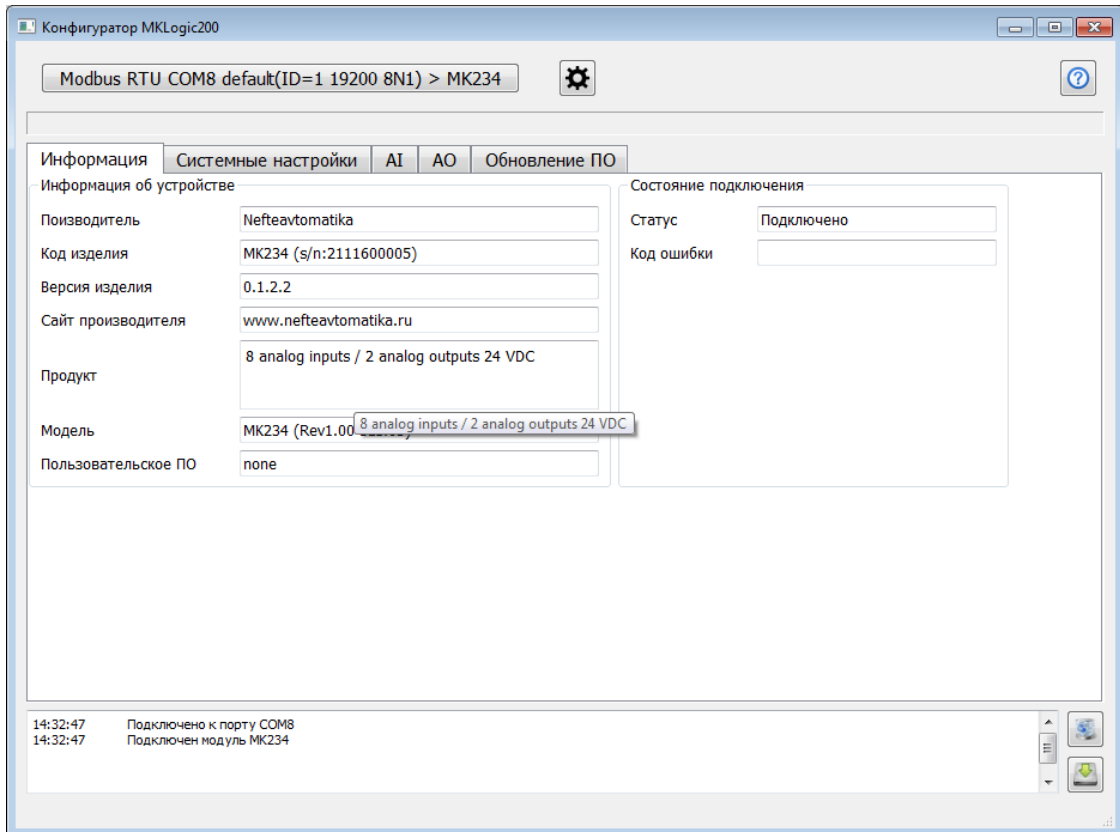 Конфигуратор MKLogic200
Modbus RTU COM8 default(ID=1 19200 8N1) > MK234
Информация
Системные настройки
AI
AO
Обновление ПО
Информация об устройстве
Поизводитель
Nefteavtomatika
Код изделия
MK234 (s/n:2111600005)
Версия изделия
0.1.2.2
Сайт производителя
www.nefteavtomatika.ru
Продукт
8 analog inputs / 2 analog outputs 24 VDC
8 analog inputs / 2 analog outputs 24 VDC
Модель
MK234 (Rev1.00
Пользовательское ПО
none
Состояние подключения
Статус
Подключено
Код ошибки
14:32:47 Подключено к порту COM8
14:32:47 Подключен модуль MK234